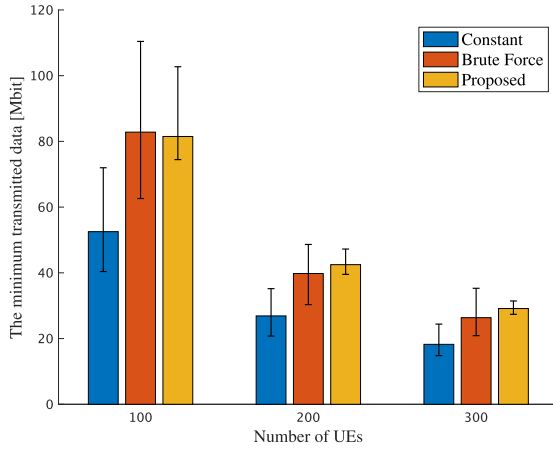 120
100
80
60
40
20
0
The minimum transmitted data [Mbit]
Constant
Brute Force
Proposed
100 200 300
Number of UEs